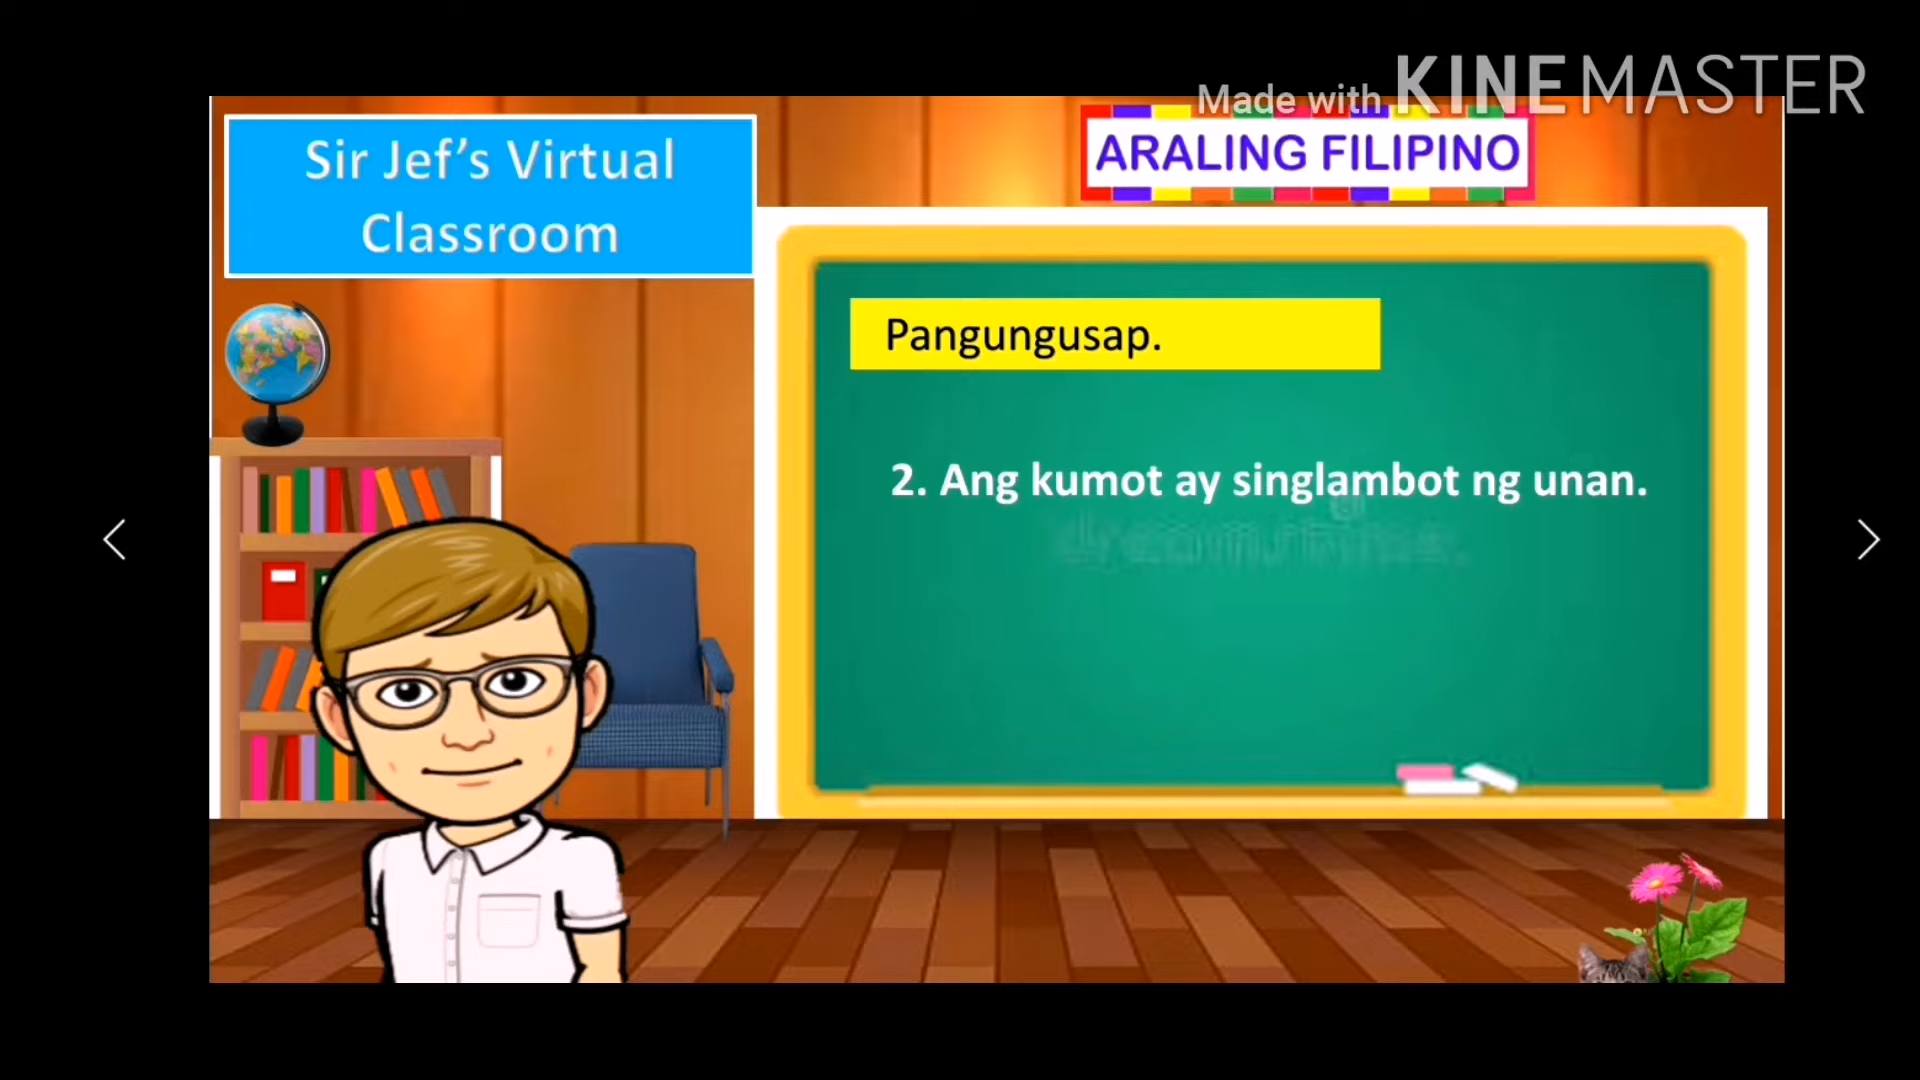 Made with KINEMASTER
Sir Jef’s Virtual
Classroom
ARALING FILIPINO
Pangungusap.
2. Ang kumot ay singlambot ng unan.